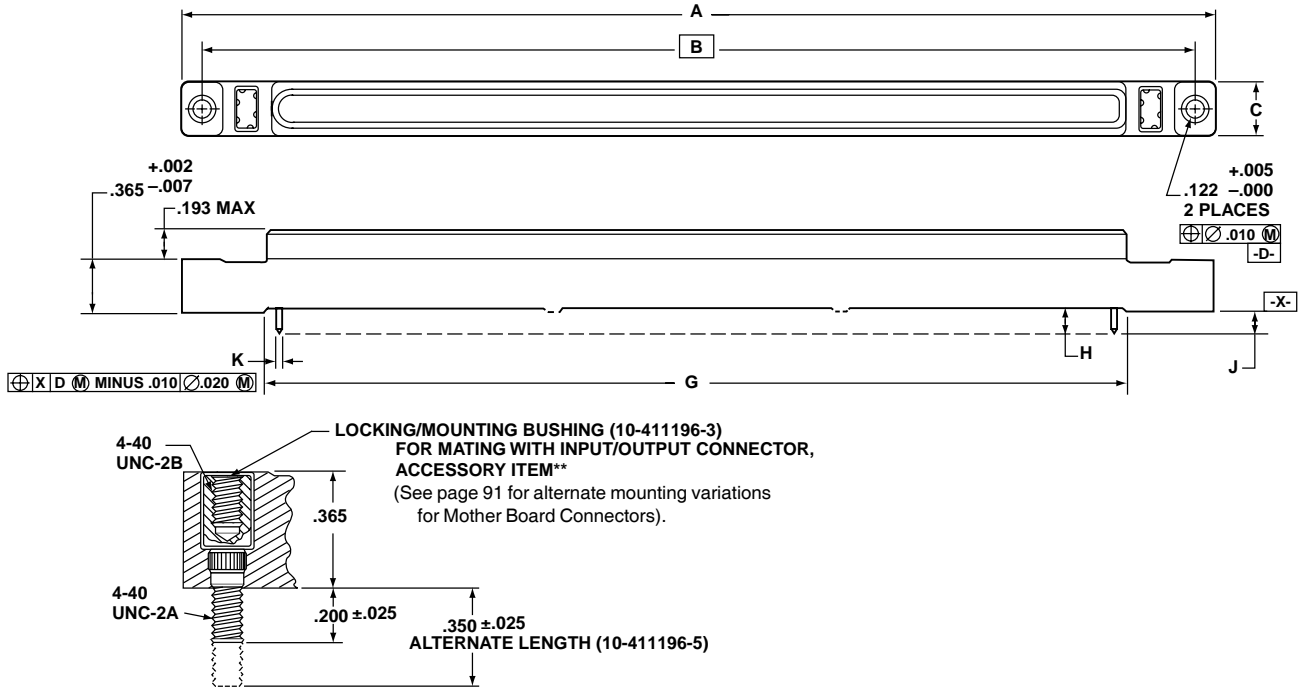 A
B
C
+.002
.365 –.007
.193 MAX
+.005
.122 –.000
2 PLACES
⌖ ∅ .010 Ⓜ
-D-
-X-
K
H
J
G
⌖ X D Ⓜ MINUS .010 ∅.020 Ⓜ
LOCKING/MOUNTING BUSHING (10-411196-3)
FOR MATING WITH INPUT/OUTPUT CONNECTOR,
ACCESSORY ITEM**
(See page 91 for alternate mounting variations
for Mother Board Connectors).
4-40
UNC-2B
.365
4-40
UNC-2A
.200 ±.025
.350 ±.025
ALTERNATE LENGTH (10-411196-5)